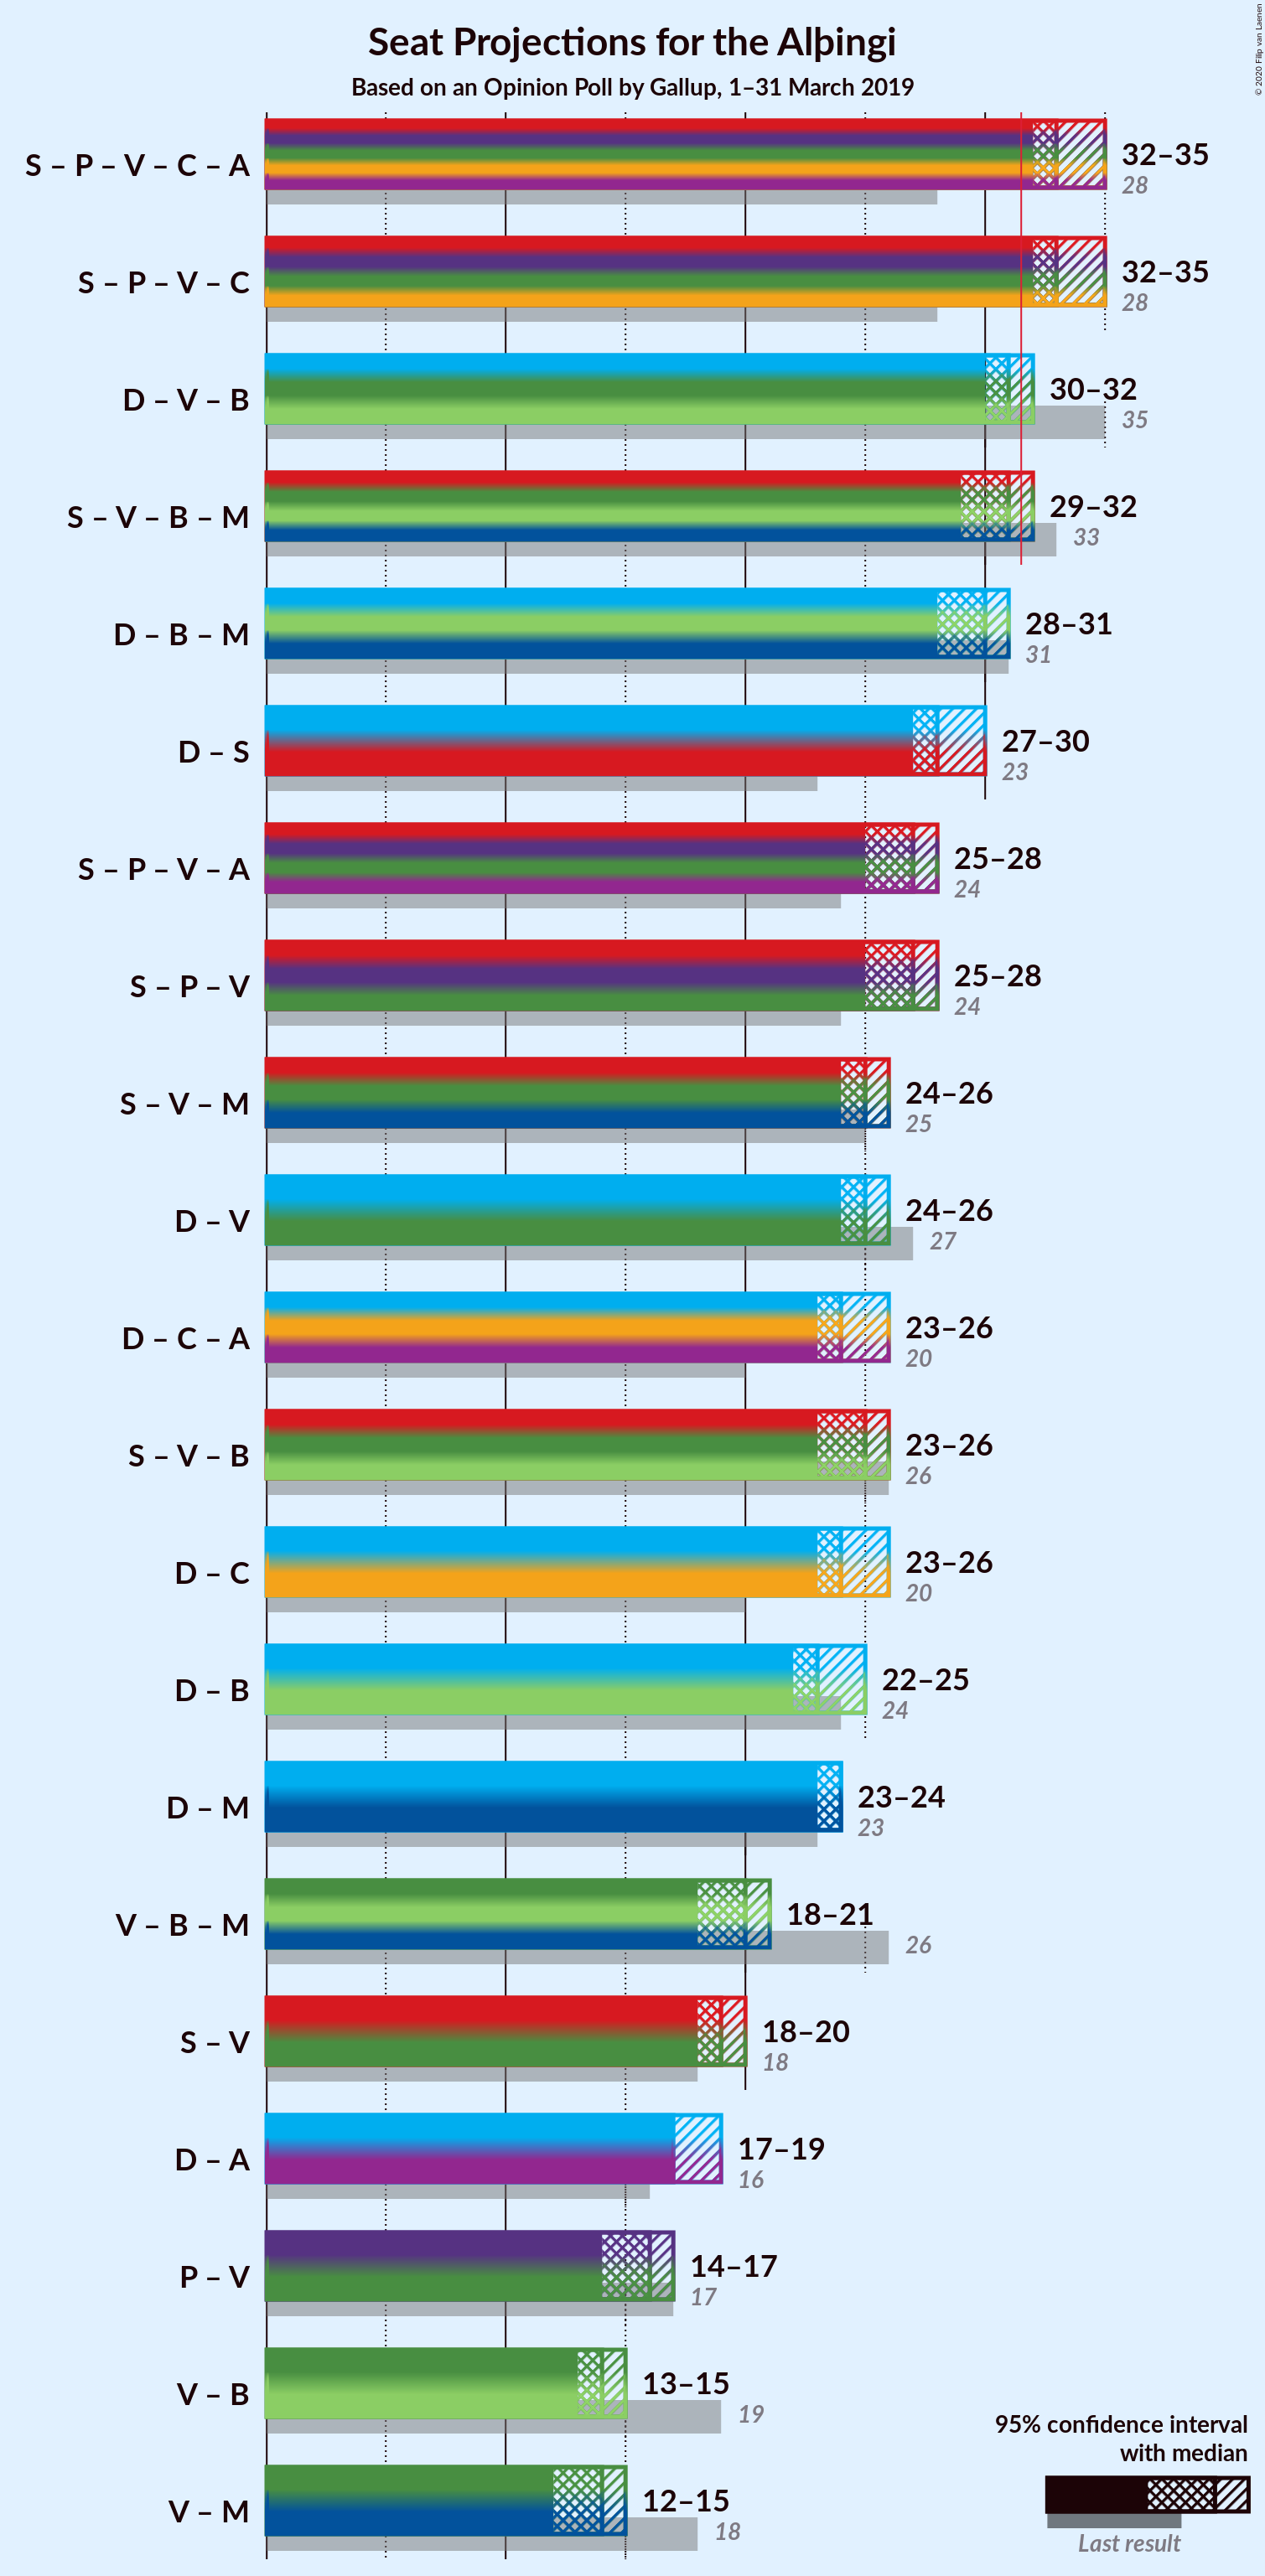 Seat Projections for the Alþingi
Based on an Opinion Poll by Gallup, 1–31 March 2019
© 2020 Filip van Laenen
S – P – V – C – A
32–35
28
S – P – V – C
32–35
28
D – V – B
30–32
35
S – V – B – M
29–32
33
D – B – M
28–31
31
D – S
27–30
23
S – P – V – A
25–28
24
S – P – V
25–28
24
S – V – M
24–26
25
D – V
24–26
27
D – C – A
23–26
20
S – V – B
23–26
26
D – C
23–26
20
D – B
22–25
24
D – M
23–24
23
V – B – M
18–21
26
S – V
18–20
18
D – A
17–19
16
P – V
14–17
17
V – B
13–15
19
V – M
12–15
18
95% confidence interval
with median
Last result